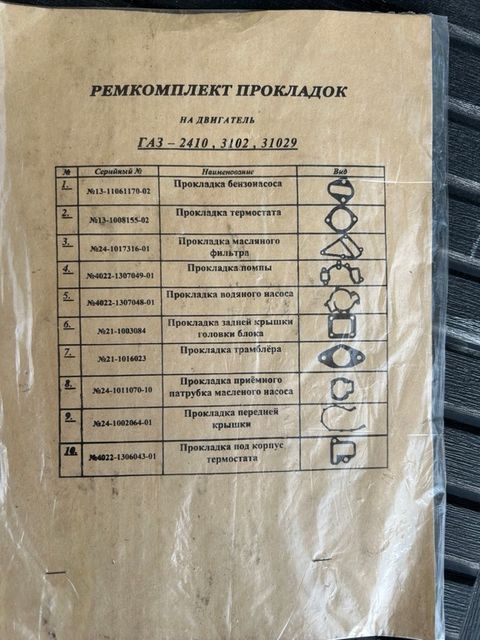 РЕМКОМПЛЕКТ ПРОКЛАДОК
НА ДВИГАТЕЛЬ
ГАЗ – 2410 , 3102 , 31029
№ Серийный № Наименование Вид
1. №13-11061170-02 Прокладка бензонасоса
2. №13-1008155-02 Прокладка термостата
3. №24-1017316-01 Прокладка масляного
фильтра
4. №4022-1307049-01 Прокладка помпы
5. №4022-1307048-01 Прокладка водяного насоса
6. №21-1003084 Прокладка задней крышки
головки блока
7. №21-1016023 Прокладка трамблёра
8. №24-1011070-10 Прокладка приёмного
патрубка масленого насоса
9. №24-1002064-01 Прокладка передней
крышки
10. №4022-1306043-01 Прокладка под корпус
термостата